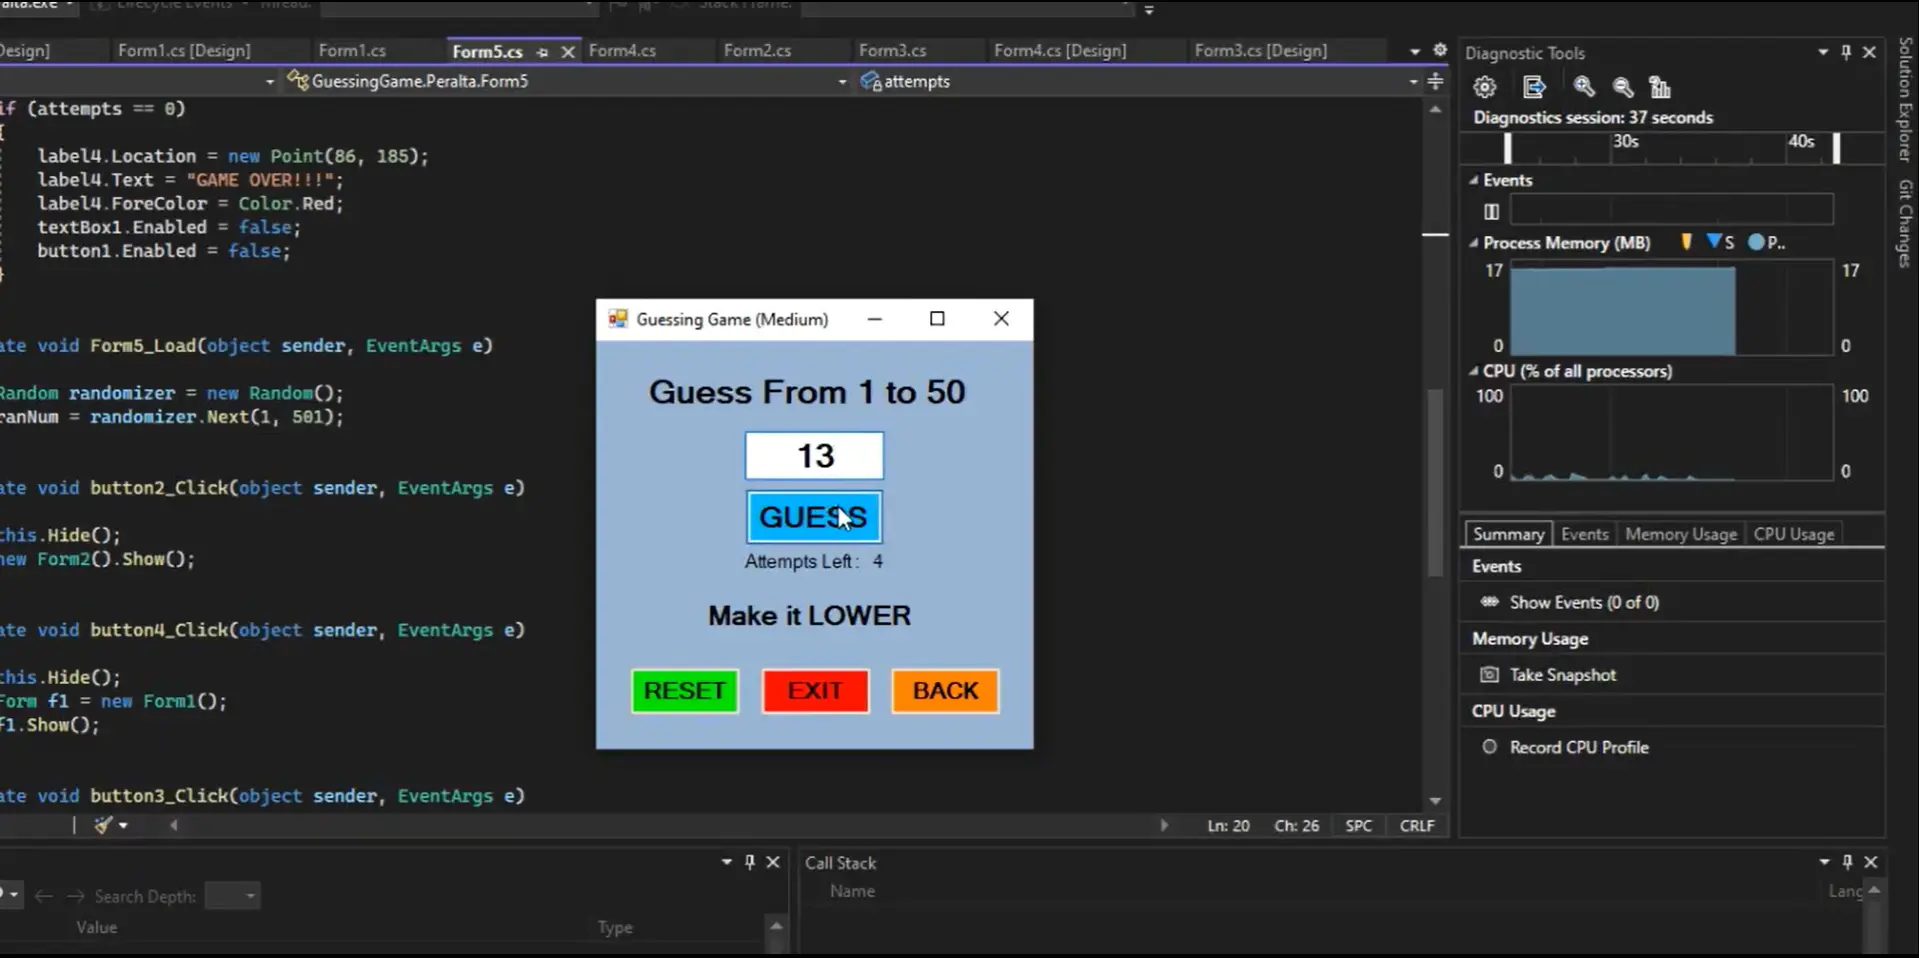 Lifecycle Events
Thread:
Stack Frame:
Design]
Form1.cs [Design]
Form1.cs
Form5.cs
Form4.cs
Form2.cs
Form3.cs
Form4.cs [Design]
Form3.cs [Design]
GuessingGame.Peralta.Form5
attempts
if (attempts == 0)
{
label4.Location = new Point(86, 185);
label4.Text = "GAME OVER!!!";
label4.ForeColor = Color.Red;
textBox1.Enabled = false;
button1.Enabled = false;
}
ate void Form5_Load(object sender, EventArgs e)
Random randomizer = new Random();
ranNum = randomizer.Next(1, 501);
ate void button2_Click(object sender, EventArgs e)
this.Hide();
new Form2().Show();
ate void button4_Click(object sender, EventArgs e)
this.Hide();
Form f1 = new Form1();
f1.Show();
ate void button3_Click(object sender, EventArgs e)
Ln: 20
Ch: 26
SPC
CRLF
Guessing Game (Medium)
Guess From 1 to 50
13
GUESS
Attempts Left : 4
Make it LOWER
RESET
EXIT
BACK
Diagnostic Tools
Diagnostics session: 37 seconds
30s
40s
Events
Process Memory (MB)
S
P..
17
17
0
0
CPU (% of all processors)
100
100
0
0
Summary
Events
Memory Usage
CPU Usage
Events
Show Events (0 of 0)
Memory Usage
Take Snapshot
CPU Usage
Record CPU Profile
Solution Explorer
Git Changes
Search Depth:
Value
Type
Call Stack
Name
Lang